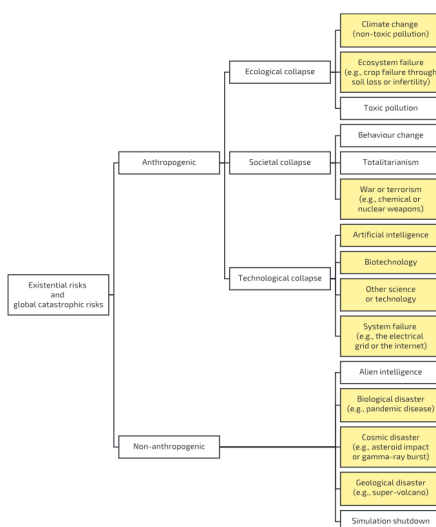 Climate change
(non-toxic pollution)
Ecosystem failure
(e.g., crop failure through
soil loss or infertility)
Ecological collapse
Toxic pollution
Behaviour change
Anthropogenic
Societal collapse
Totalitarianism
War or terrorism
(e.g., chemical or
nuclear weapons)
Artificial intelligence
Biotechnology
Technological collapse
Other science
or technology
Existential risks
and
global catastrophic risks
System failure
(e.g., the electrical
grid or the internet)
Alien intelligence
Biological disaster
(e.g., pandemic disease)
Non-anthropogenic
Cosmic disaster
(e.g., asteroid impact
or gamma-ray burst)
Geological disaster
(e.g., super-volcano)
Simulation shutdown